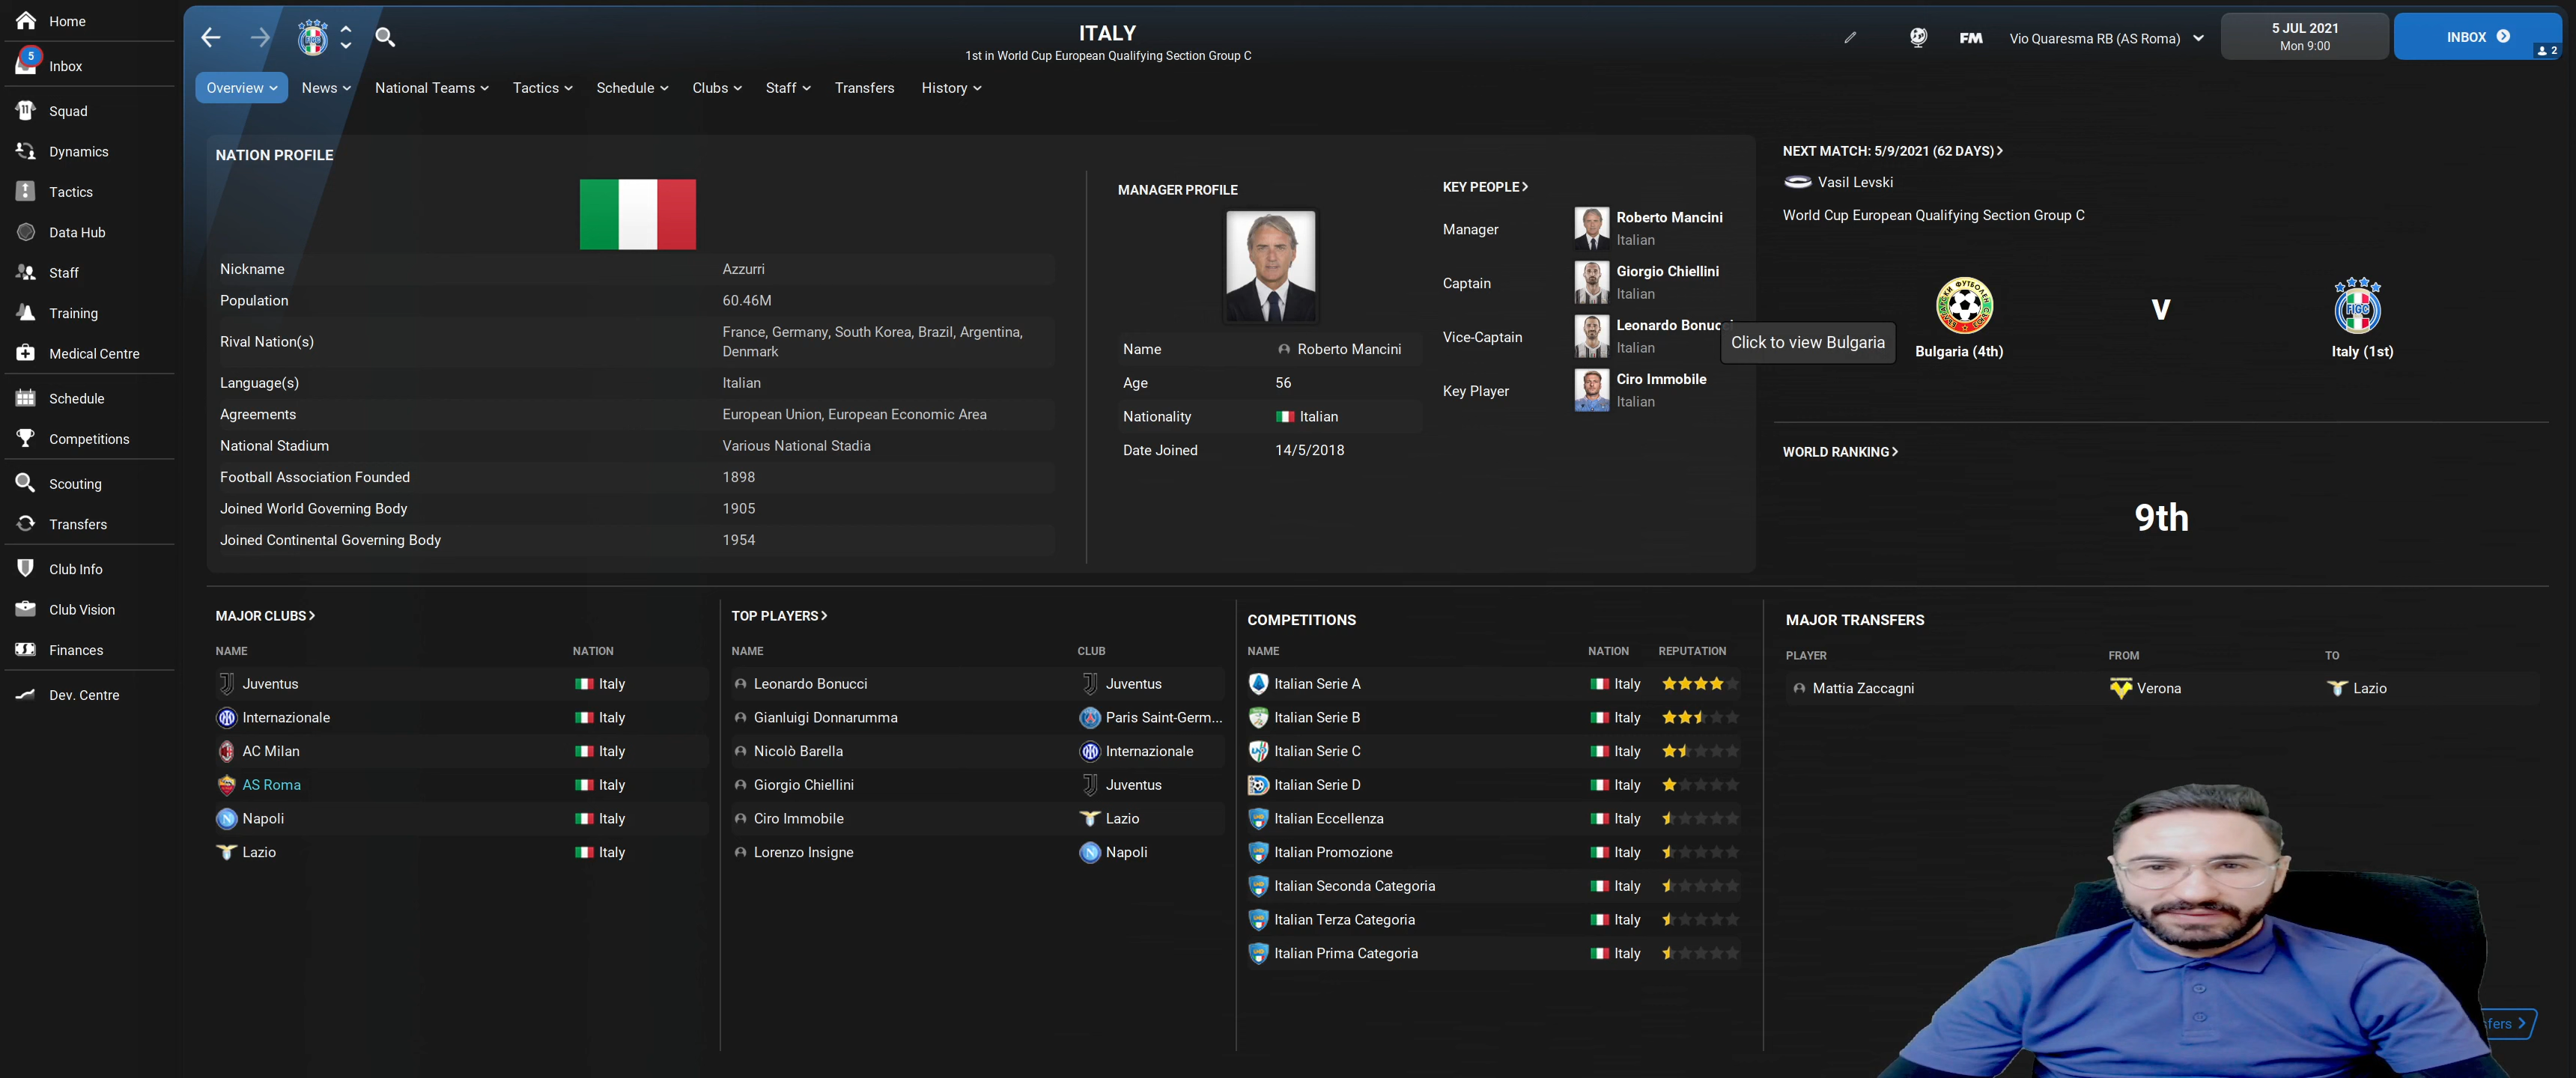 Home
Inbox
5
Squad
Dynamics
Tactics
Data Hub
Staff
Training
Medical Centre
Schedule
Competitions
Scouting
Transfers
Club Info
Club Vision
Finances
Dev. Centre
ITALY
1st in World Cup European Qualifying Section Group C
FM
Vio Quaresma RB (AS Roma)
5 JUL 2021
Mon 9:00
INBOX
2
Overview News National Teams Tactics Schedule Clubs Staff Transfers History
NATION PROFILE
Nickname Azzurri
Population 60.46M
Rival Nation(s) France, Germany, South Korea, Brazil, Argentina,
Denmark
Language(s) Italian
Agreements European Union, European Economic Area
National Stadium Various National Stadia
Football Association Founded 1898
Joined World Governing Body 1905
Joined Continental Governing Body 1954
MANAGER PROFILE
Name Roberto Mancini
Age 56
Nationality Italian
Date Joined 14/5/2018
KEY PEOPLE
Manager Roberto Mancini
Italian
Captain Giorgio Chiellini
Italian
Vice-Captain Leonardo Bonucci
Italian
Key Player Ciro Immobile
Italian
Click to view Bulgaria
NEXT MATCH: 5/9/2021 (62 DAYS)
Vasil Levski
World Cup European Qualifying Section Group C
V
FIGC
Bulgaria (4th) Italy (1st)
WORLD RANKING
9th
MAJOR CLUBS
NAME NATION
Juventus Italy
Internazionale Italy
AC Milan Italy
AS Roma Italy
Napoli Italy
Lazio Italy
TOP PLAYERS
NAME CLUB
Leonardo Bonucci Juventus
Gianluigi Donnarumma Paris Saint-Germ...
Nicolò Barella Internazionale
Giorgio Chiellini Juventus
Ciro Immobile Lazio
Lorenzo Insigne Napoli
COMPETITIONS
NAME NATION REPUTATION
Italian Serie A Italy
Italian Serie B Italy
Italian Serie C Italy
Italian Serie D Italy
Italian Eccellenza Italy
Italian Promozione Italy
Italian Seconda Categoria Italy
Italian Terza Categoria Italy
Italian Prima Categoria Italy
MAJOR TRANSFERS
PLAYER FROM TO
Mattia Zaccagni Verona Lazio